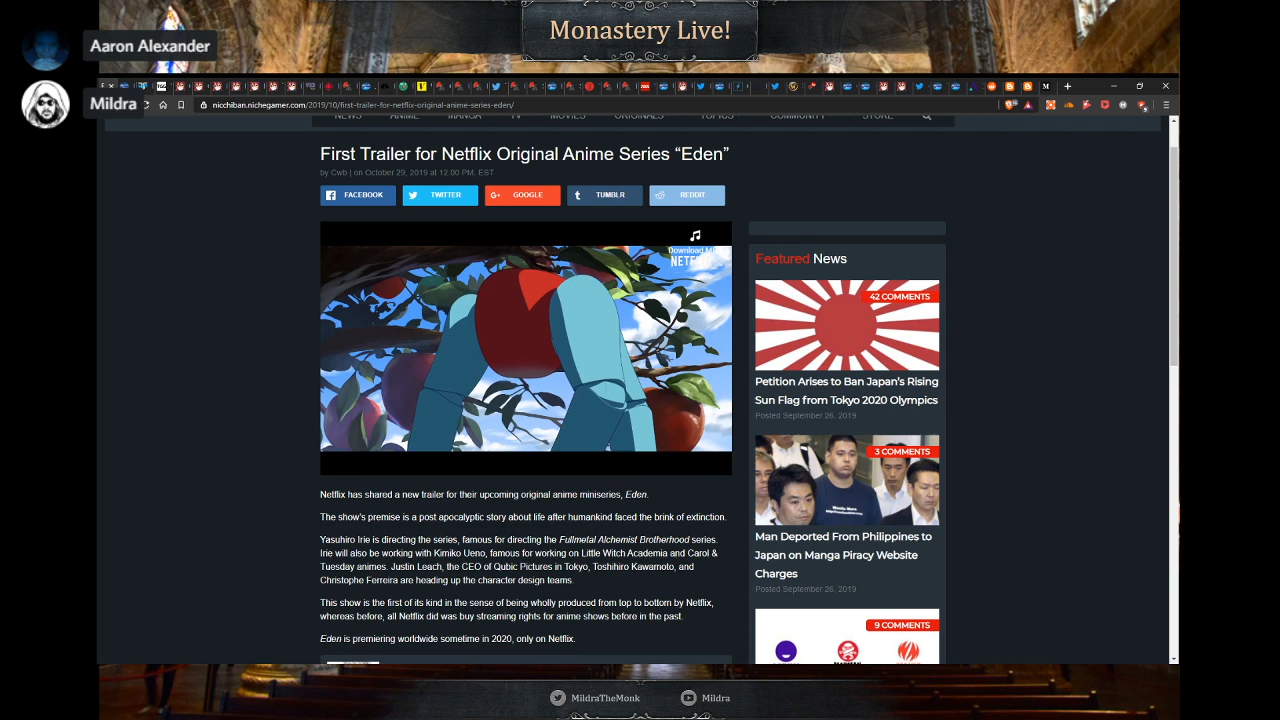 Monastery Live!
Aaron Alexander
Mildra
nicchiban.nichegamer.com/2019/10/first-trailer-for-netflix-original-anime-series-eden/
NEWS ANIME MANGA TV MOVIES ORIGINALS TOPICS COMMUNITY STORE
First Trailer for Netflix Original Anime Series “Eden”
by Cwb | on October 29, 2019 at 12:00 PM, EST
FACEBOOK TWITTER GOOGLE TUMBLR REDDIT
Netflix has shared a new trailer for their upcoming original anime miniseries, Eden.
The show's premise is a post apocalyptic story about life after humankind faced the brink of extinction.
Yasuhiro Irie is directing the series, famous for directing the Fullmetal Alchemist Brotherhood series.
Irie will also be working with Kimiko Ueno, famous for working on Little Witch Academia and Carol &
Tuesday animes. Justin Leach, the CEO of Qubic Pictures in Tokyo, Toshihiro Kawamoto, and
Christophe Ferreira are heading up the character design teams.
This show is the first of its kind in the sense of being wholly produced from top to bottom by Netflix,
whereas before, all Netflix did was buy streaming rights for anime shows before in the past.
Eden is premiering worldwide sometime in 2020, only on Netflix.
Featured News
42 COMMENTS
Petition Arises to Ban Japan’s Rising
Sun Flag from Tokyo 2020 Olympics
Posted September 26, 2019
3 COMMENTS
Man Deported From Philippines to
Japan on Manga Piracy Website
Charges
Posted September 26, 2019
9 COMMENTS
MildraTheMonk
Mildra